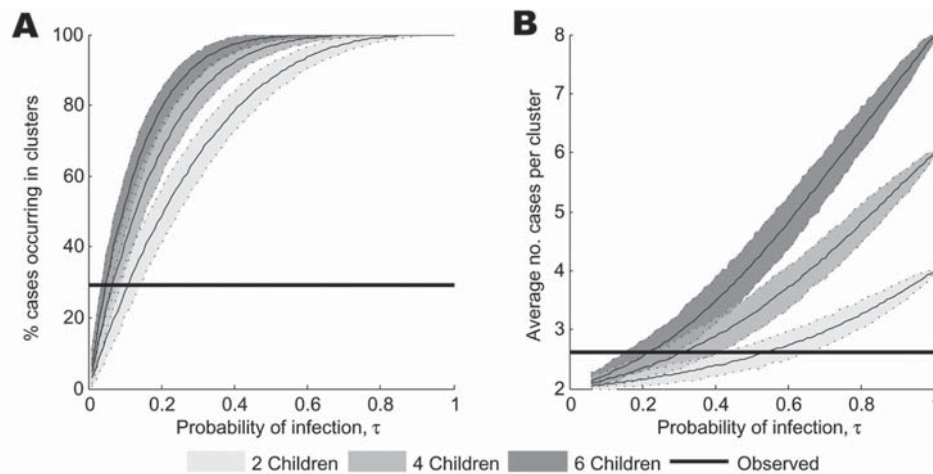 A
B
% cases occurring in clusters
100
80
60
40
20
0
0
0.2
0.4
0.6
0.8
1
Probability of infection, τ
Average no. cases per cluster
8
7
6
5
4
3
2
0
0.2
0.4
0.6
0.8
1
Probability of infection, τ
2 Children
4 Children
6 Children
Observed